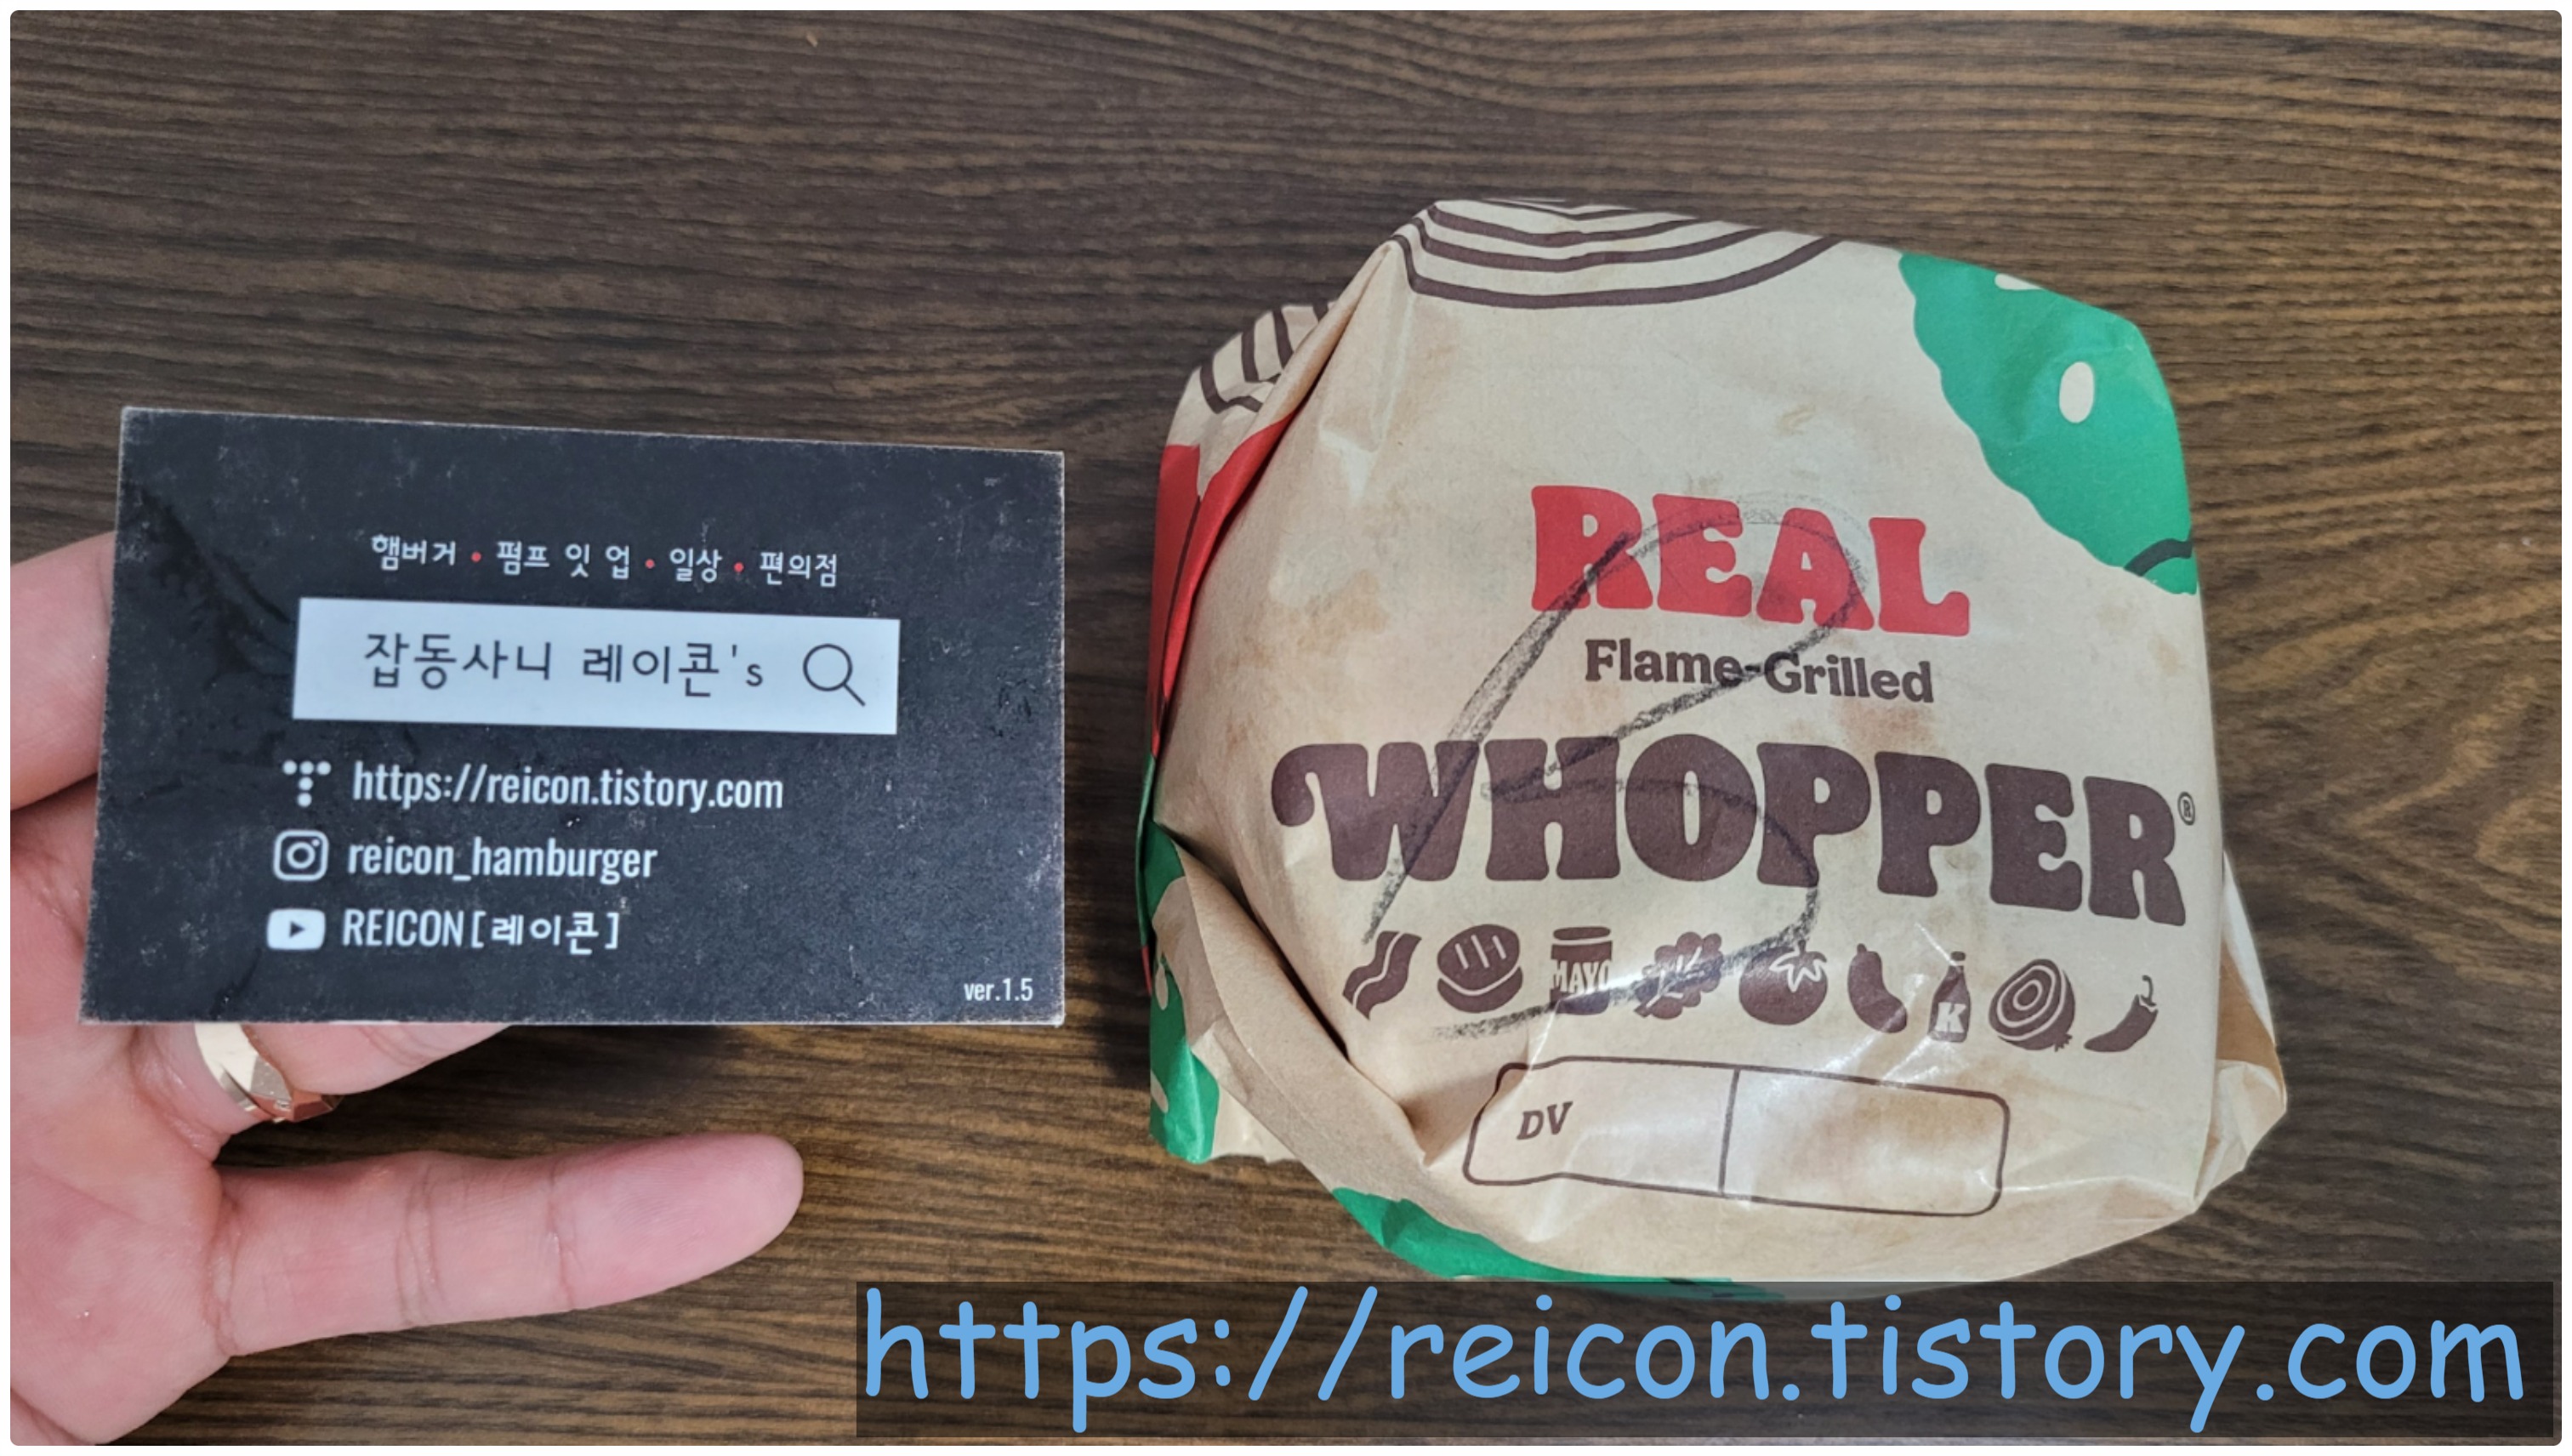 햄버거 • 펌프 잇 업 • 일상 • 편의점
잡동사니 레이콘's
https://reicon.tistory.com
reicon_hamburger
REICON[레이콘]
ver.1.5
REAL
Flame-Grilled
WHOPPER®
MAYO
K
DV
https://reicon.tistory.com